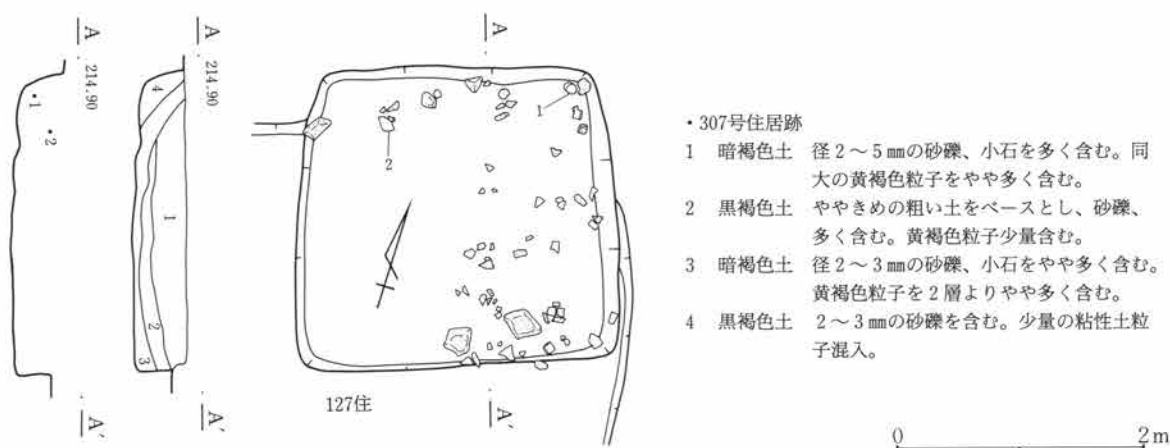 A
214.90
1
2
A'
A
214.90
4
1
2
3
A'
A
1
2
127住
A'
・307号住居跡
1 暗褐色土 径2～5㎜の砂礫、小石を多く含む。同
大の黄褐色粒子をやや多く含む。
2 黒褐色土 ややきめの粗い土をベースとし、砂礫、
多く含む。黄褐色粒子少量含む。
3 暗褐色土 径2～3㎜の砂礫、小石をやや多く含む。
黄褐色粒子を2層よりやや多く含む。
4 黒褐色土 2～3㎜の砂礫を含む。少量の粘性土粒
子混入。
0 2m